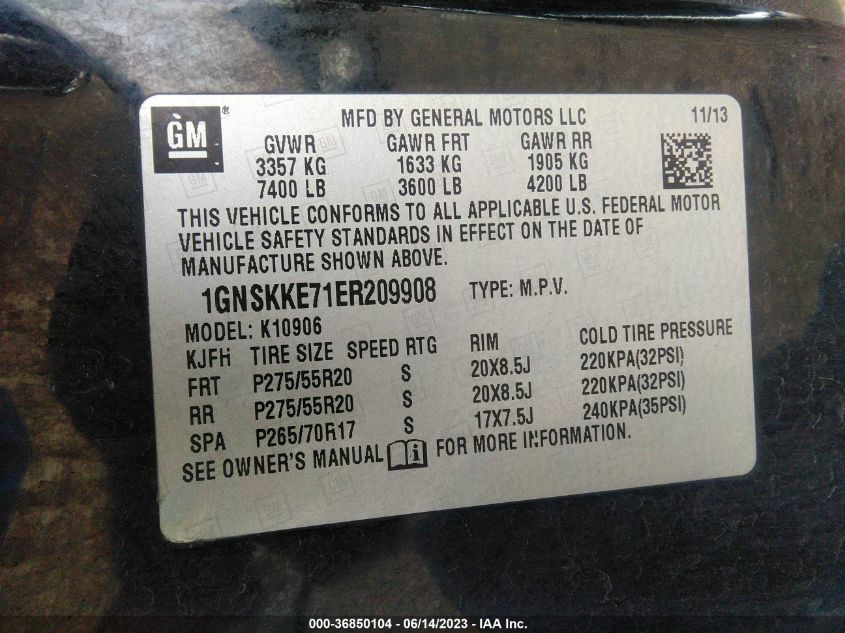 GM ® MFD BY GENERAL MOTORS LLC 11/13
GVWR GAWR FRT GAWR RR
3357 KG 1633 KG 1905 KG
7400 LB 3600 LB 4200 LB
THIS VEHICLE CONFORMS TO ALL APPLICABLE U.S. FEDERAL MOTOR
VEHICLE SAFETY STANDARDS IN EFFECT ON THE DATE OF
MANUFACTURE SHOWN ABOVE.
1GNSKKE71ER209908 TYPE: M.P.V.
MODEL: K10906
KJFH TIRE SIZE SPEED RTG RIM COLD TIRE PRESSURE
FRT P275/55R20 S 20X8.5J 220KPA(32PSI)
RR P275/55R20 S 20X8.5J 220KPA(32PSI)
SPA P265/70R17 S 17X7.5J 240KPA(35PSI)
SEE OWNER'S MANUAL FOR MORE INFORMATION.
000-36850104 - 06/14/2023 - IAA Inc.